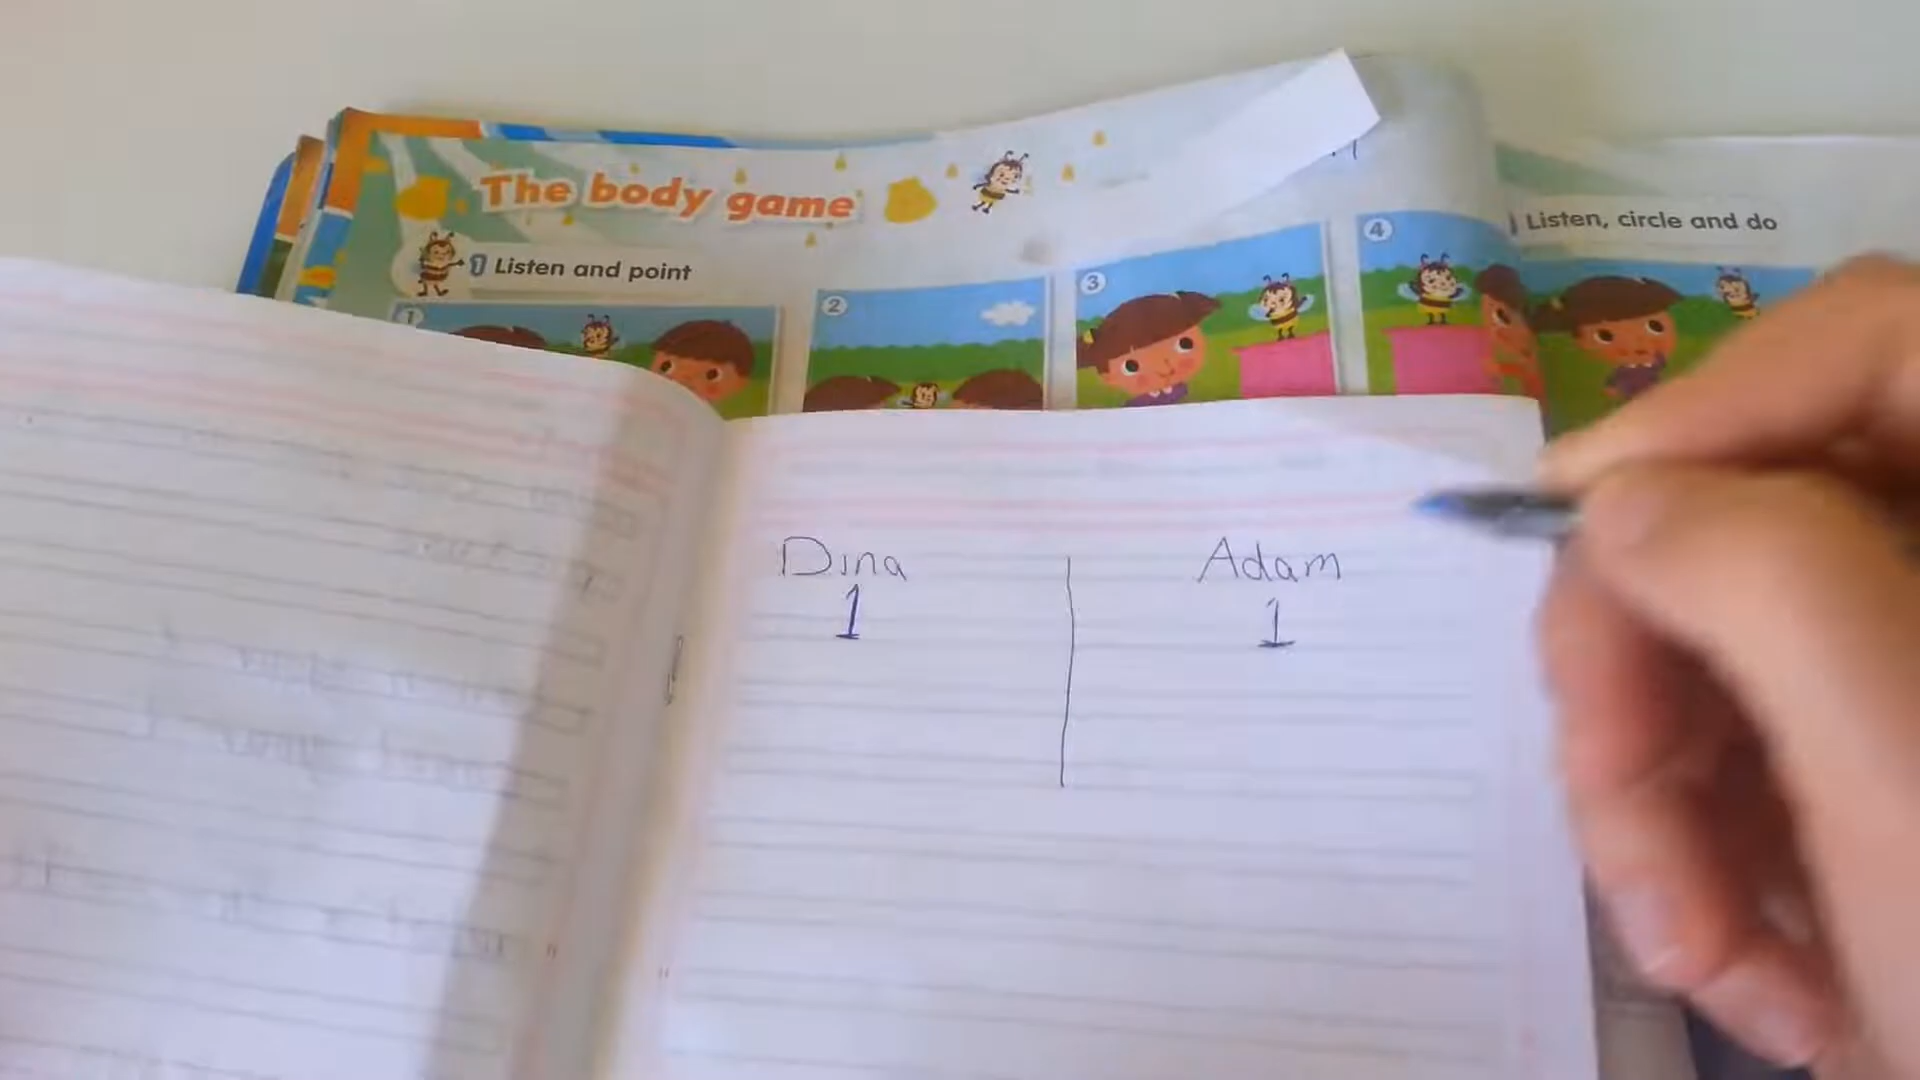 The body game
1 Listen and point
1
2
3
4
Listen, circle and do
Dina
Adam
1
1